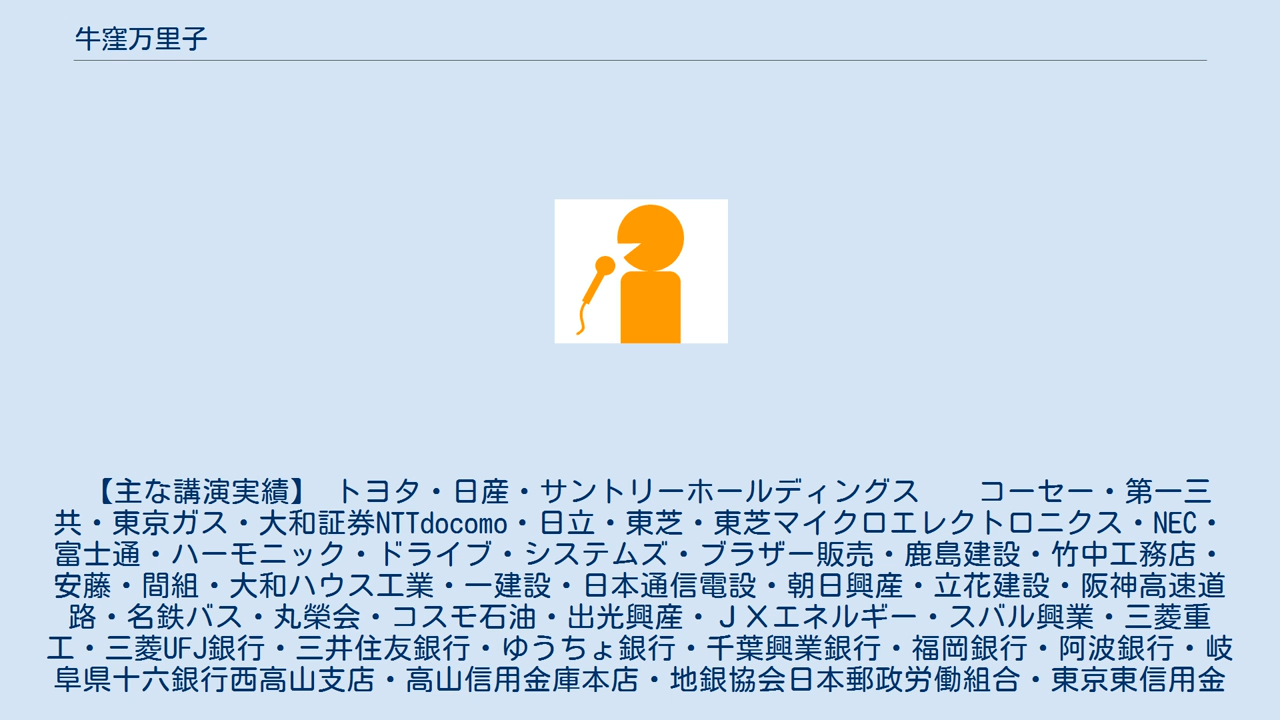 牛窪万里子
【主な講演実績】 トヨタ・日産・サントリーホールディングス　　コーセー・第一三
共・東京ガス・大和証券NTTdocomo・日立・東芝・東芝マイクロエレクトロニクス・NEC・
富士通・ハーモニック・ドライブ・システムズ・ブラザー販売・鹿島建設・竹中工務店・
安藤・間組・大和ハウス工業・一建設・日本通信電設・朝日興産・立花建設・阪神高速道
路・名鉄バス・丸榮会・コスモ石油・出光興産・ＪＸエネルギー・スバル興業・三菱重
工・三菱UFJ銀行・三井住友銀行・ゆうちょ銀行・千葉興業銀行・福岡銀行・阿波銀行・岐
阜県十六銀行西高山支店・高山信用金庫本店・地銀協会日本郵政労働組合・東京東信用金